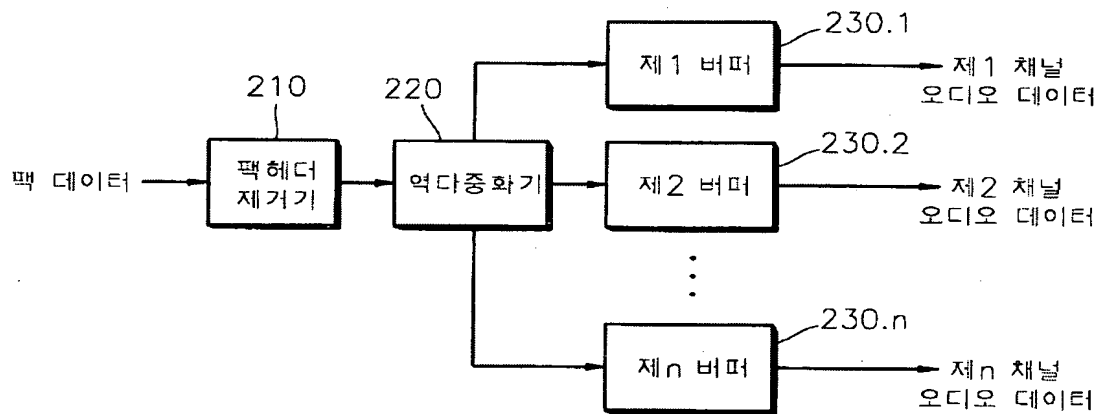 230.1
제1 버퍼
제1 채널
오디오 데이터
210
220
230.2
팩 데이터
팩헤더
제거기
역다중화기
제2 버퍼
제2 채널
오디오 데이터
230.n
제n 버퍼
제n 채널
오디오 데이터